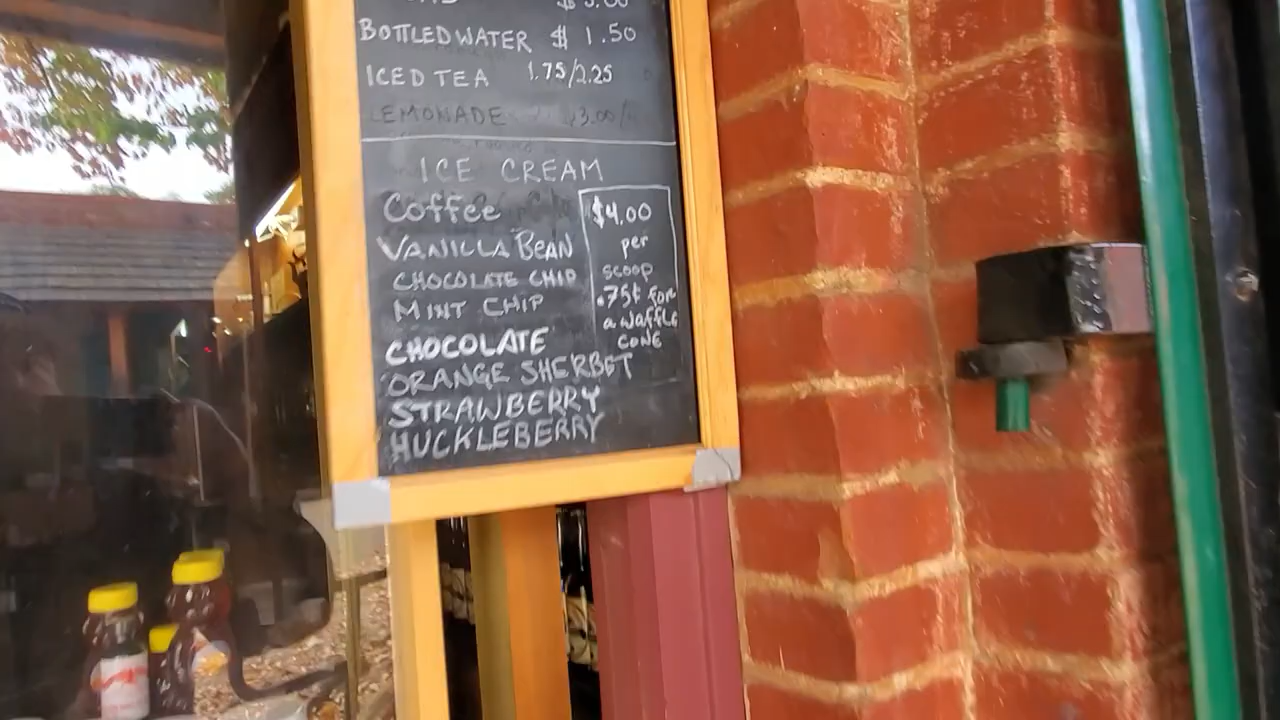 BOTTLED WATER $ 1.50
ICED TEA 1.75/2.25
LEMONADE 3.00/
ICE CREAM
Coffee
VANILLA BEAN
CHOCOLATE CHIP
MINT CHIP
CHOCOLATE
ORANGE SHERBET
STRAWBERRY
HUCKLEBERRY
$4.00
per
scoop
.75¢ for
a waffle
cone